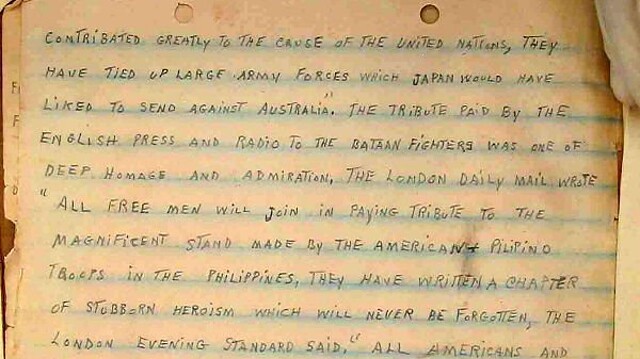 CONTRIBATED GREATLY TO THE CAUSE OF THE UNITED NATIONS, THEY
HAVE TIED UP LARGE ARMY FORCES WHICH JAPAN WOULD HAVE
LIKED TO SEND AGAINST AUSTRALIA." THE TRIBUTE PAID BY THE
ENGLISH PRESS AND RADIO TO THE BATAAN FIGHTERS WAS ONE OF
DEEP HOMAGE AND ADMIRATION, THE LONDON DAILY MAIL WROTE
"ALL FREE MEN WILL JOIN IN PAYING TRIBUTE TO THE
MAGNIFICENT STAND MADE BY THE AMERICAN + PILIPINO
TROOPS IN THE PHILIPPINES, THEY HAVE WRITTEN A CHAPTER
OF STUBBORN HEROISM WHICH WILL NEVER BE FORGOTTEN, THE
LONDON EVENING STANDARD SAID, "ALL AMERICANS AND